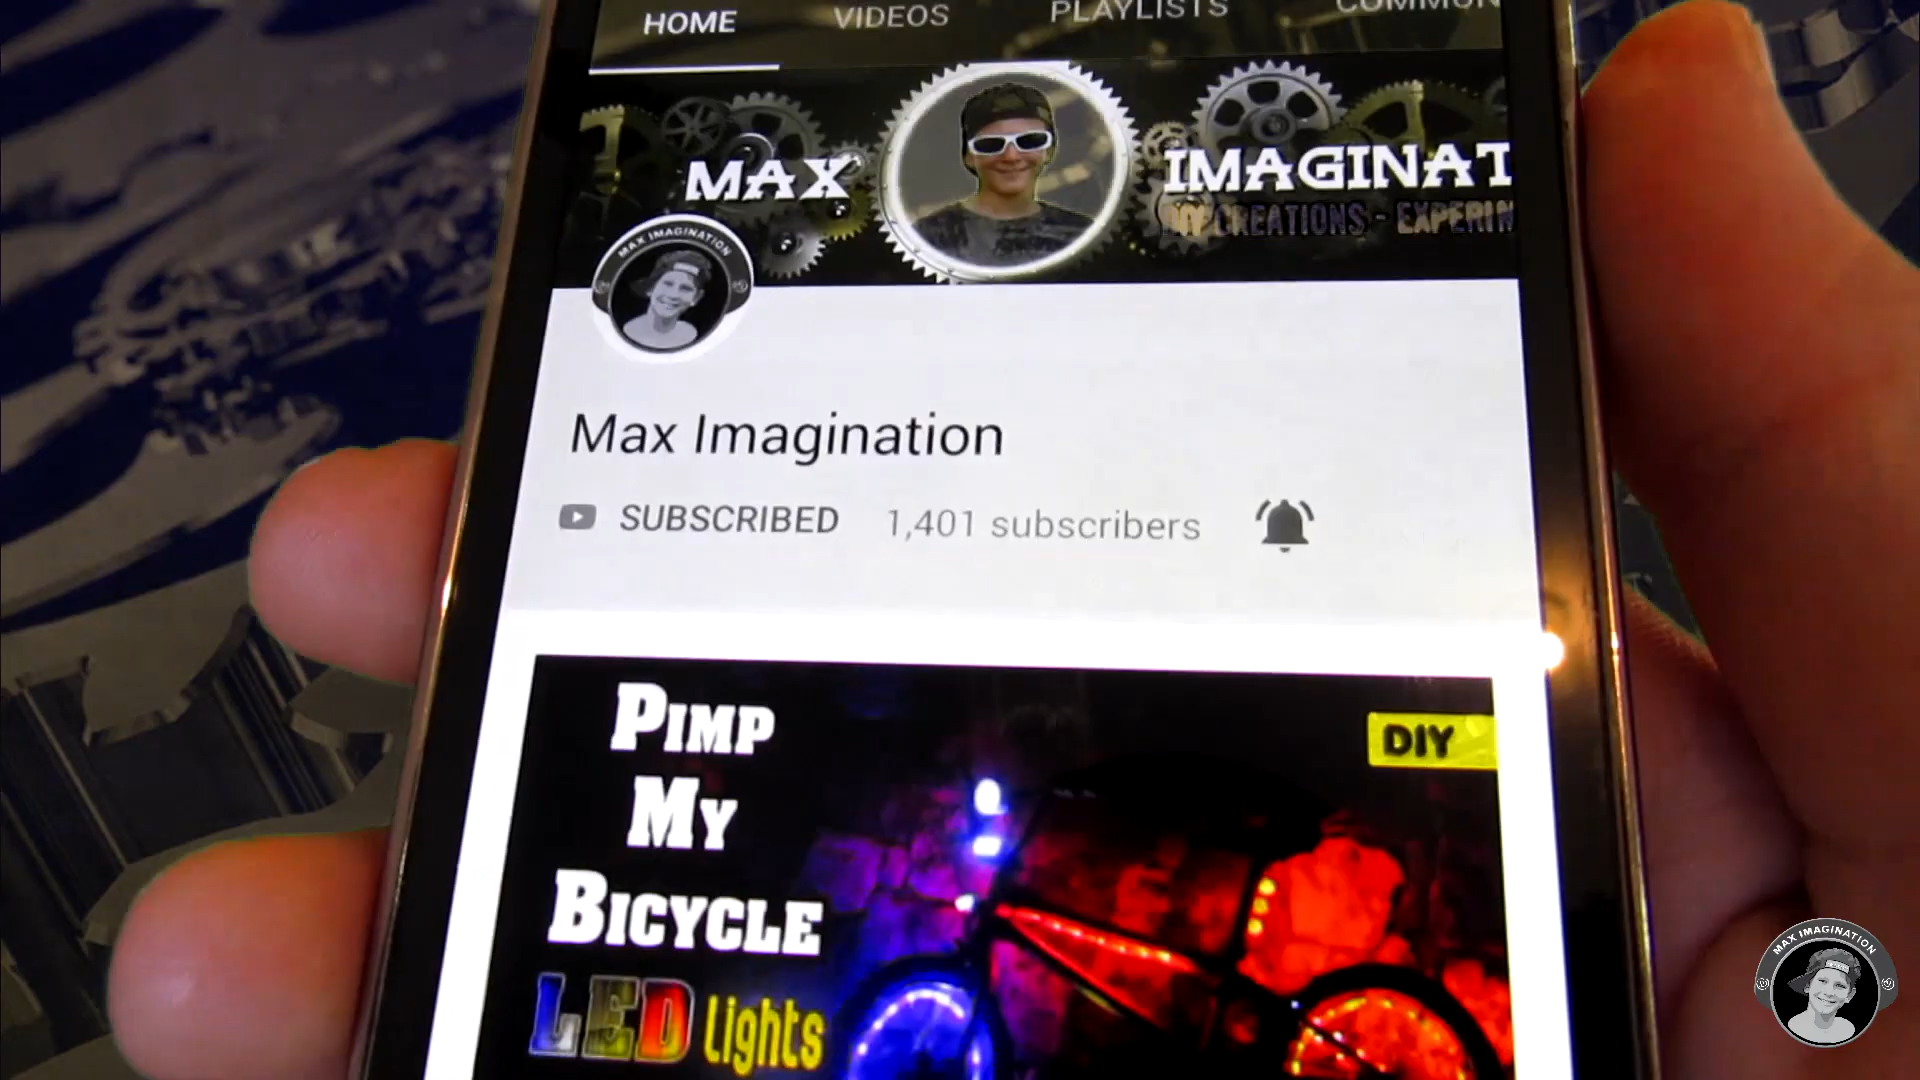 HOME VIDEOS PLAYLISTS COMMUN
MAX IMAGINAT
DIY CREATIONS - EXPERIM
MAX IMAGINATION
Max Imagination
SUBSCRIBED 1,401 subscribers
PIMP
MY
BICYCLE
LED lights
DIY
MAX IMAGINATION